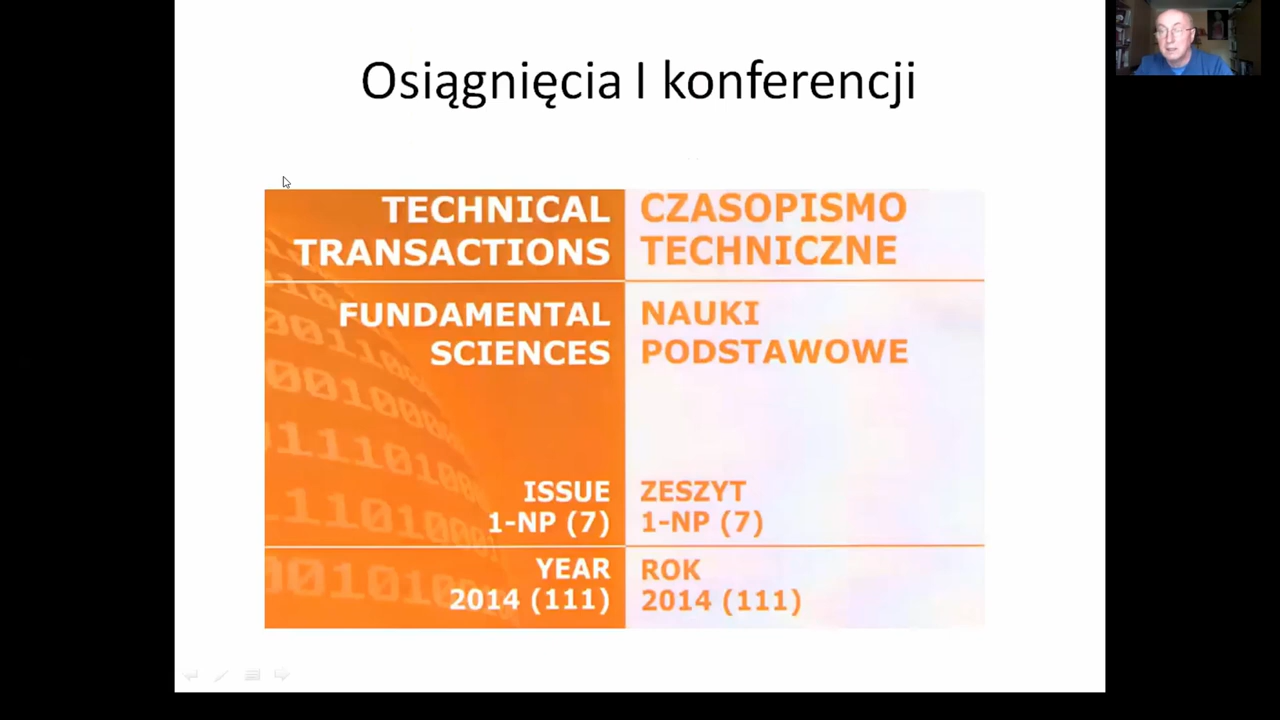 Osiągnięcia I konferencji
TECHNICAL
TRANSACTIONS
CZASOPISMO
TECHNICZNE
FUNDAMENTAL
SCIENCES
NAUKI
PODSTAWOWE
ISSUE
1-NP (7)
ZESZYT
1-NP (7)
YEAR
2014 (111)
ROK
2014 (111)